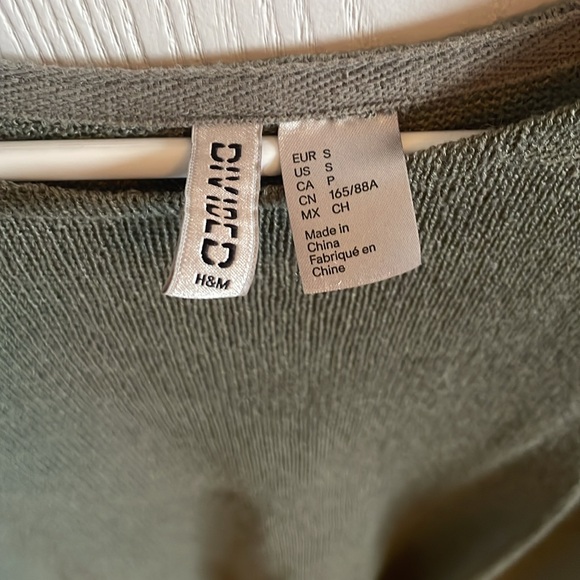 DIVIDED
H&M
EUR S
US S
CA P
CN 165/88A
MX CH
Made in
China
Fabriqué en
Chine